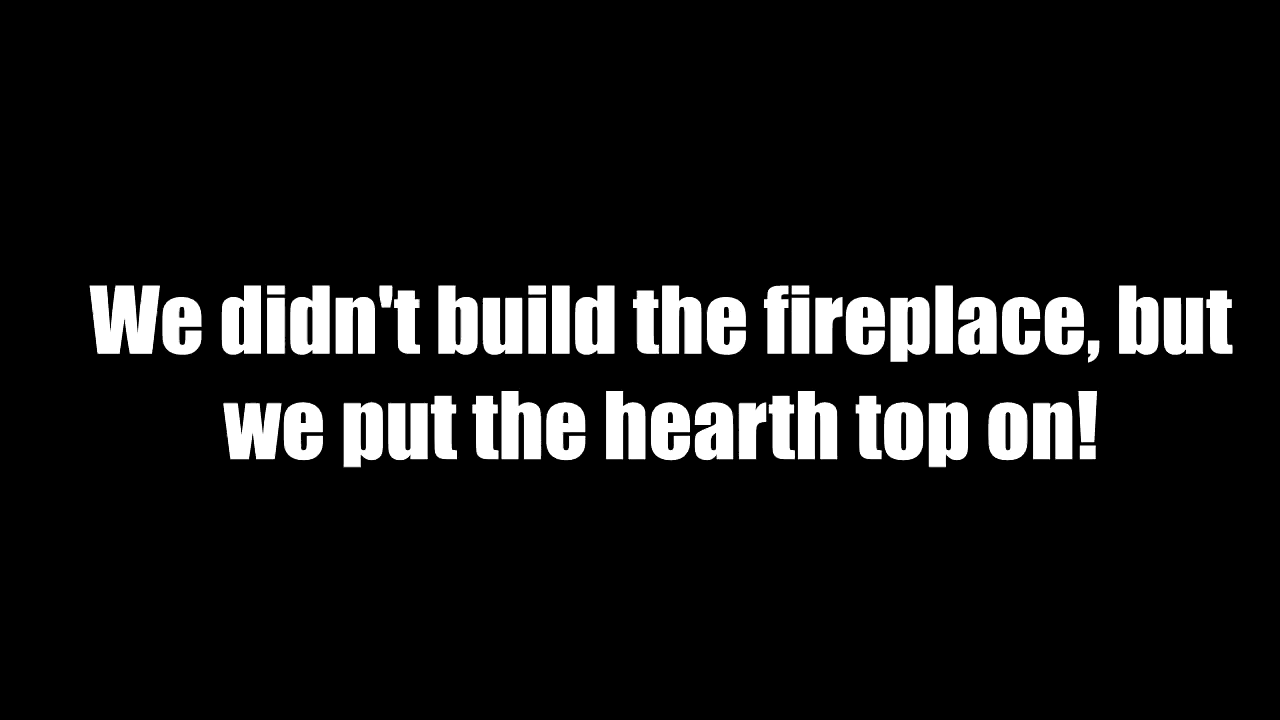 We didn't build the fireplace, but
we put the hearth top on!